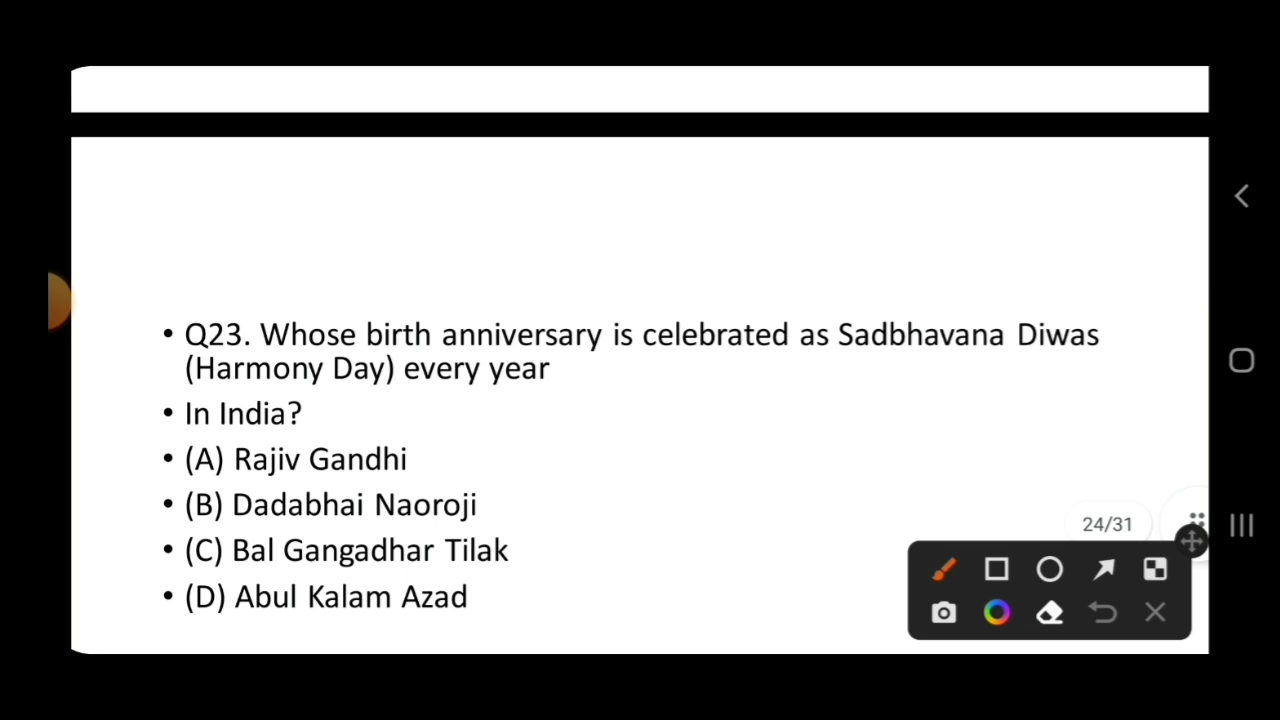 • Q23. Whose birth anniversary is celebrated as Sadbhavana Diwas
(Harmony Day) every year
• In India?
• (A) Rajiv Gandhi
• (B) Dadabhai Naoroji
• (C) Bal Gangadhar Tilak
• (D) Abul Kalam Azad
24/31